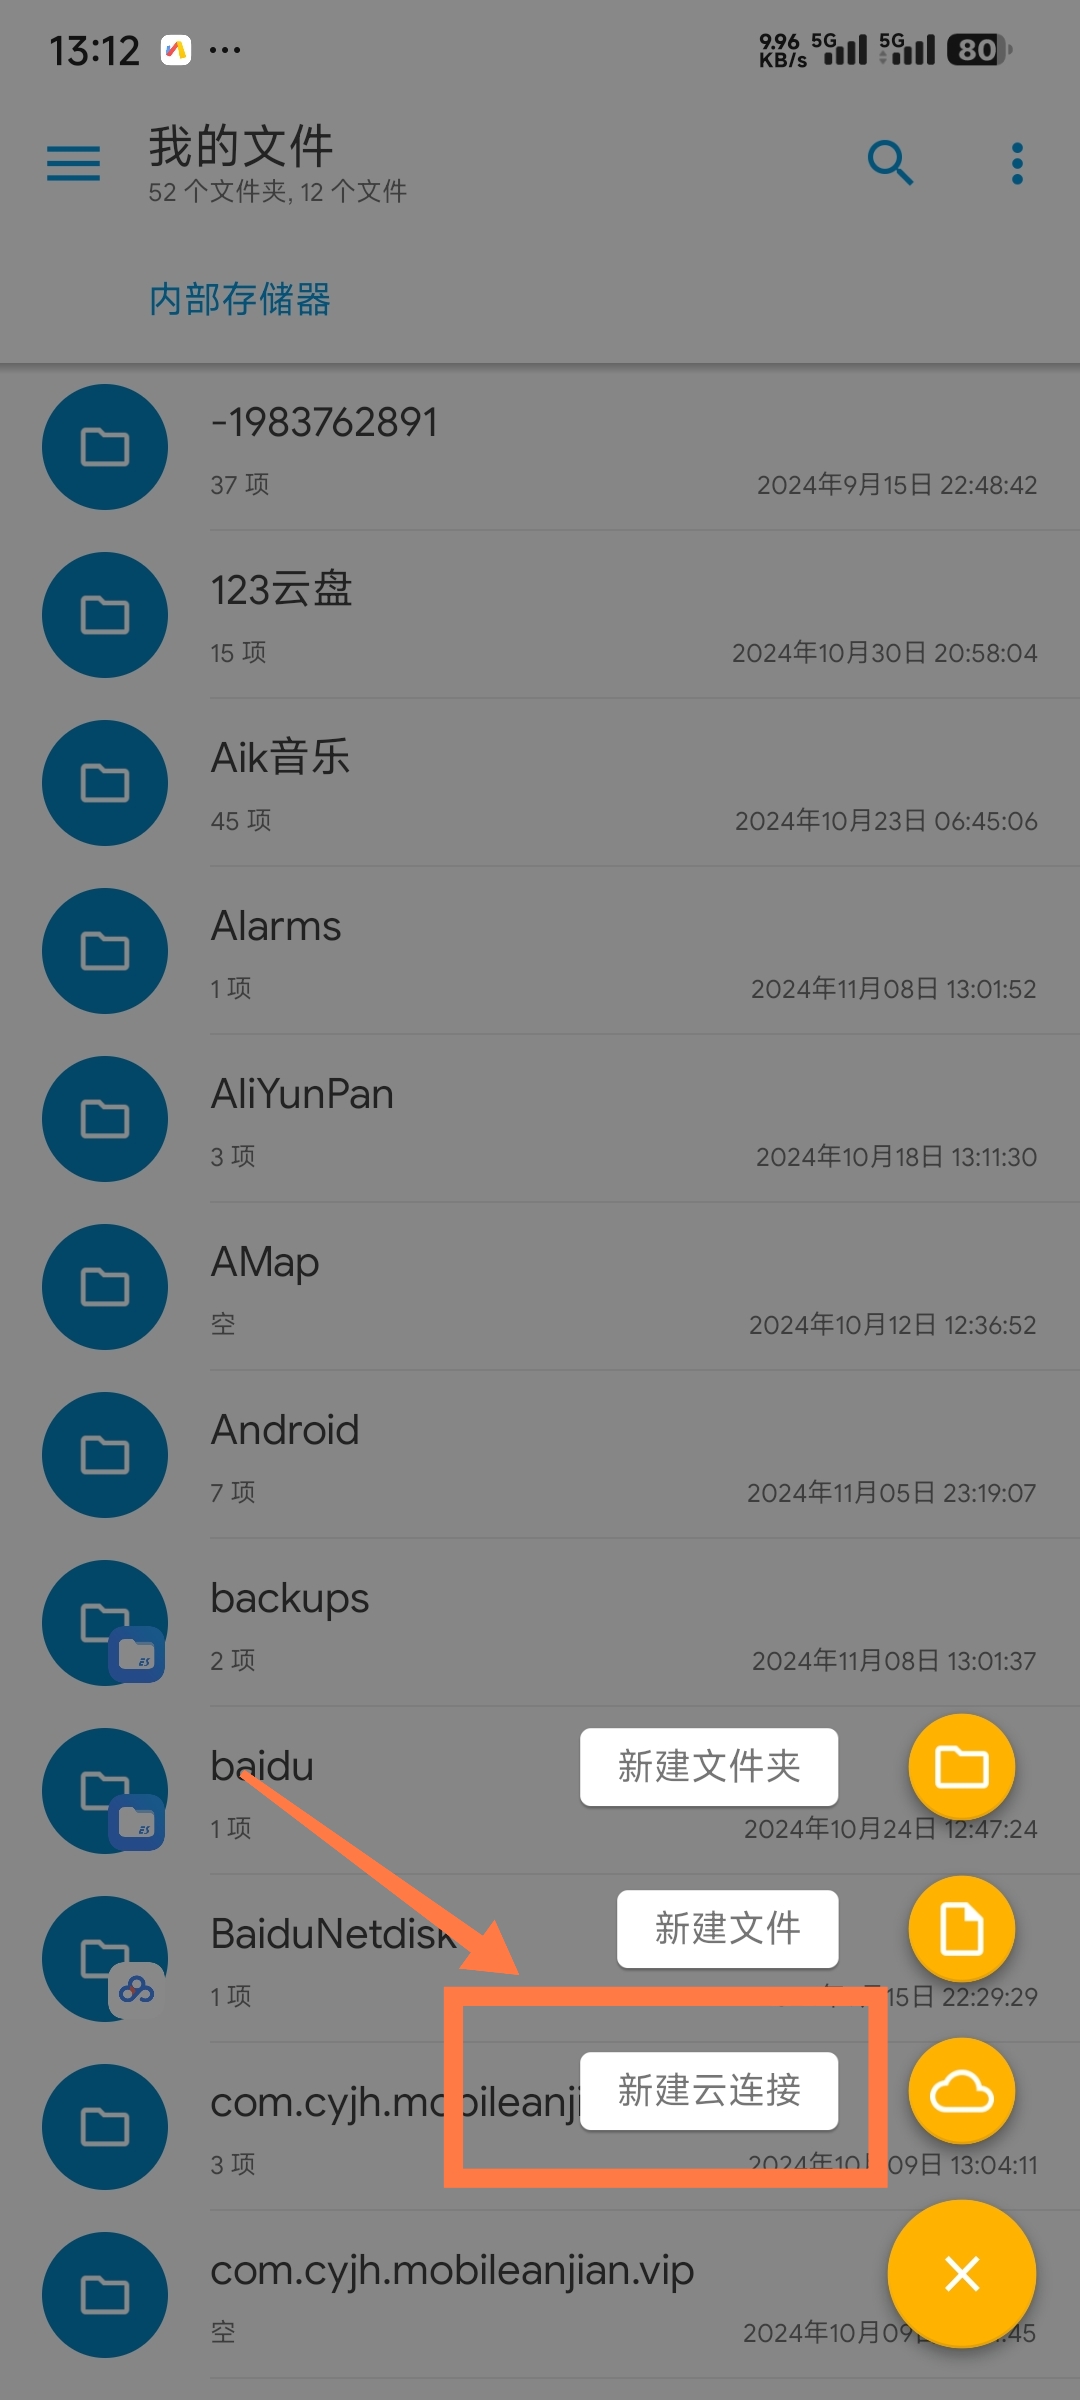 13:12 ... 9.96 KB/s 5G 5G 80
我的文件
52 个文件夹, 12 个文件
内部存储器
-1983762891
37 项 2024年9月15日 22:48:42
123云盘
15 项 2024年10月30日 20:58:04
Aik音乐
45 项 2024年10月23日 06:45:06
Alarms
1 项 2024年11月08日 13:01:52
AliYunPan
3 项 2024年10月18日 13:11:30
AMap
空 2024年10月12日 12:36:52
Android
7 项 2024年11月05日 23:19:07
backups
2 项 2024年11月08日 13:01:37
baidu 新建文件夹
1 项 2024年10月24日 12:47:24
BaiduNetdisk 新建文件
1 项 15日 22:29:29
com.cyjh.mobileanji 新建云连接
3 项 2024年10月09日 13:04:11
com.cyjh.mobileanjian.vip
空 2024年10月09 :45